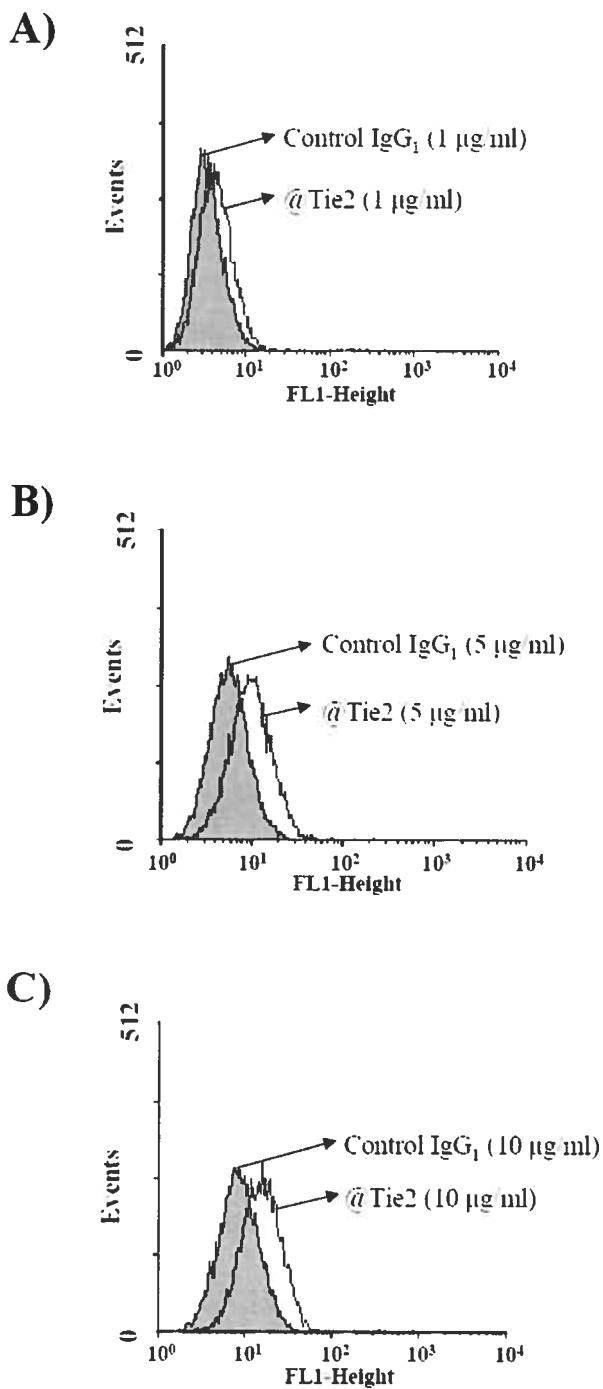 A)
512
Control IgG₁ (1 µg/ml)
@Tie2 (1 µg/ml)
Events
0
10⁰ 10¹ 10² 10³ 10⁴
FL1-Height
B)
512
Control IgG₁ (5 µg/ml)
@Tie2 (5 µg/ml)
Events
0
10⁰ 10¹ 10² 10³ 10⁴
FL1-Height
C)
512
Control IgG₁ (10 µg/ml)
@Tie2 (10 µg/ml)
Events
0
10⁰ 10¹ 10² 10³ 10⁴
FL1-Height